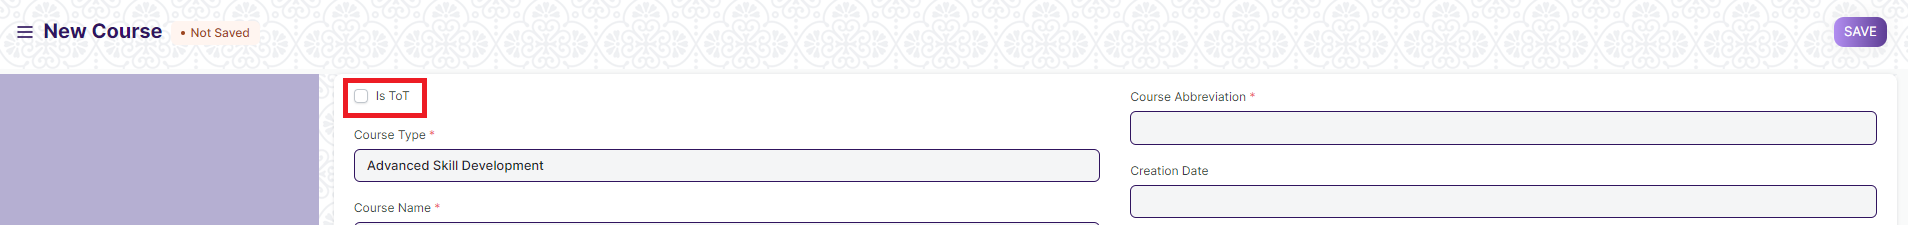 New Course
• Not Saved
SAVE
Is ToT
Course Type *
Advanced Skill Development
Course Name *
Course Abbreviation *
Creation Date